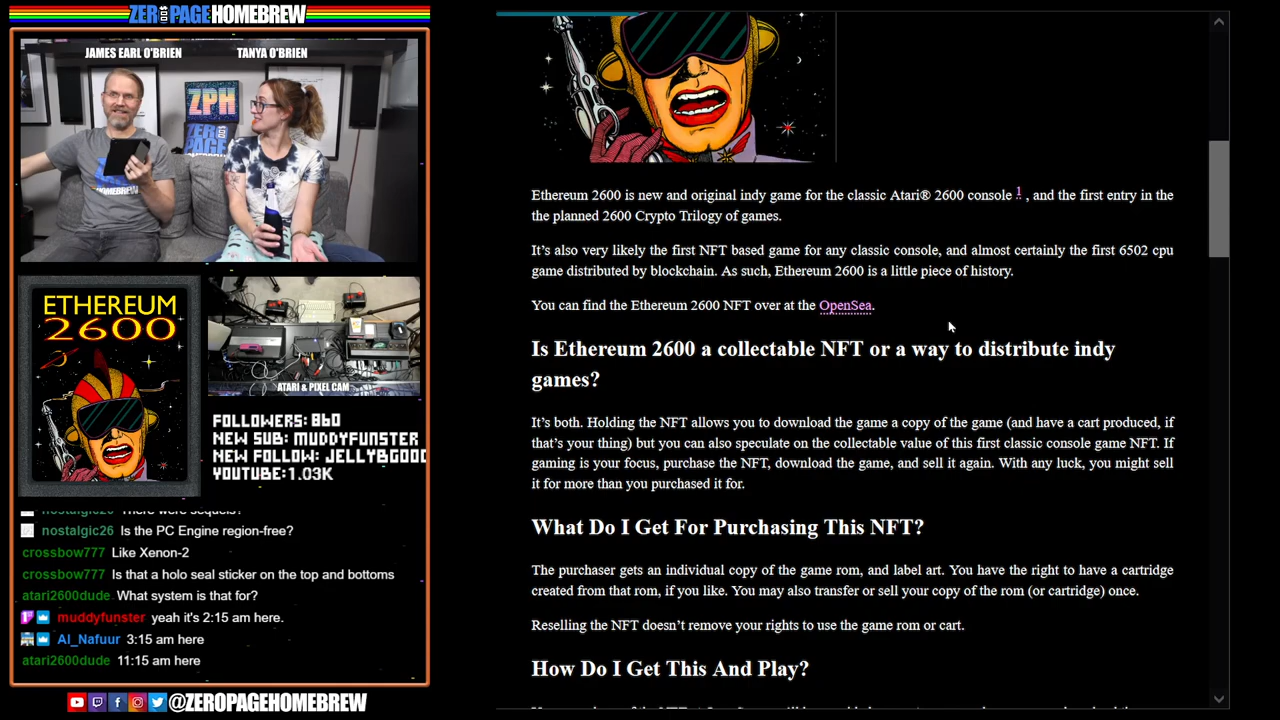 ZEROPAGEHOMEBREW
JAMES EARL O'BRIEN
TANYA O'BRIEN
ZPH
ZERO
PAGE
ETHEREUM
2600
ATARI & PIXEL CAM
FOLLOWERS: 860
NEW SUB: MUDDYFUNSTER
NEW FOLLOW: JELLYBGOO
YOUTUBE: 1.03K
nostalgic26 There were sequels?
nostalgic26 Is the PC Engine region-free?
crossbow777 Like Xenon-2
crossbow777 Is that a holo seal sticker on the top and bottoms
atari2600dude What system is that for?
muddyfunster yeah it's 2:15 am here.
Al_Nafuur 3:15 am here
atari2600dude 11:15 am here
@ZEROPAGEHOMEBREW
Ethereum 2600 is new and original indy game for the classic Atari® 2600 console 1 , and the first entry in the
the planned 2600 Crypto Trilogy of games.
It’s also very likely the first NFT based game for any classic console, and almost certainly the first 6502 cpu
game distributed by blockchain. As such, Ethereum 2600 is a little piece of history.
You can find the Ethereum 2600 NFT over at the OpenSea.
Is Ethereum 2600 a collectable NFT or a way to distribute indy
games?
It’s both. Holding the NFT allows you to download the game a copy of the game (and have a cart produced, if
that’s your thing) but you can also speculate on the collectable value of this first classic console game NFT. If
gaming is your focus, purchase the NFT, download the game, and sell it again. With any luck, you might sell
it for more than you purchased it for.
What Do I Get For Purchasing This NFT?
The purchaser gets an individual copy of the game rom, and label art. You have the right to have a cartridge
created from that rom, if you like. You may also transfer or sell your copy of the rom (or cartridge) once.
Reselling the NFT doesn’t remove your rights to use the game rom or cart.
How Do I Get This And Play?